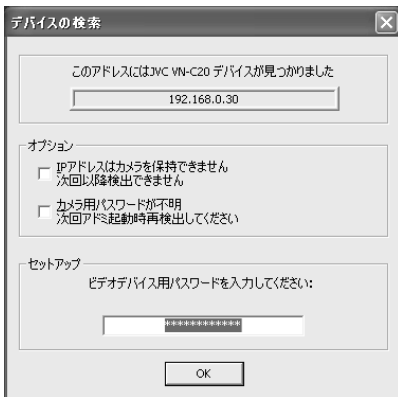 デバイスの検索
このアドレスにはJVC VN-C20 デバイスが見つかりました
192.168.0.30
オプション
IPアドレスはカメラを保持できません
次回以降検出できません
カメラ用パスワードが不明
次回アドミ起動時再検出してください
セットアップ
ビデオデバイス用パスワードを入力してください:
************
OK